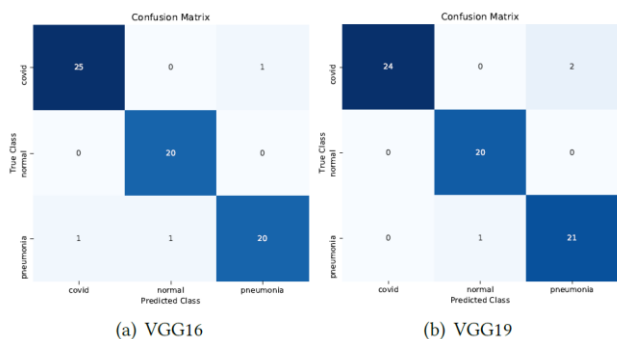 Confusion Matrix
covid
normal
pneumonia
True Class
25 0 1
0 20 0
1 1 20
covid normal pneumonia
Predicted Class
(a) VGG16
Confusion Matrix
covid
normal
pneumonia
True Class
24 0 2
0 20 0
0 1 21
covid normal pneumonia
Predicted Class
(b) VGG19